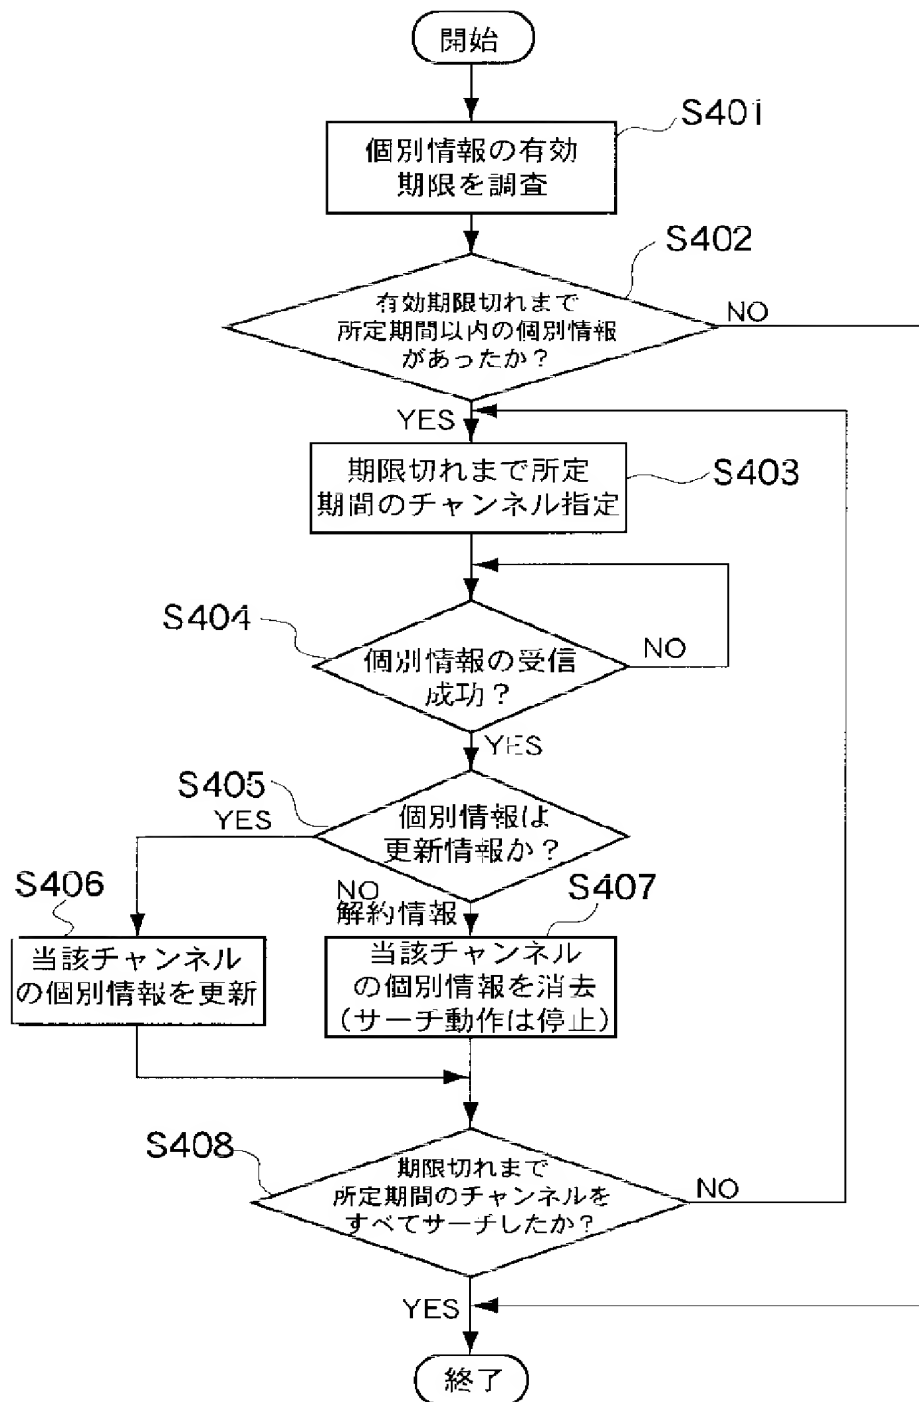 開始
S401
個別情報の有効
期限を調査
S402
有効期限切れまで
所定期間以内の個別情報
があったか？
NO
YES
期限切れまで所定
期間のチャンネル指定
S403
S404
個別情報の受信
成功？
NO
YES
S405
YES
個別情報は
更新情報か？
NO
解約情報
S406
当該チャンネル
の個別情報を更新
S407
当該チャンネル
の個別情報を消去
（サーチ動作は停止）
S408
期限切れまで
所定期間のチャンネルを
すべてサーチしたか？
NO
YES
終了